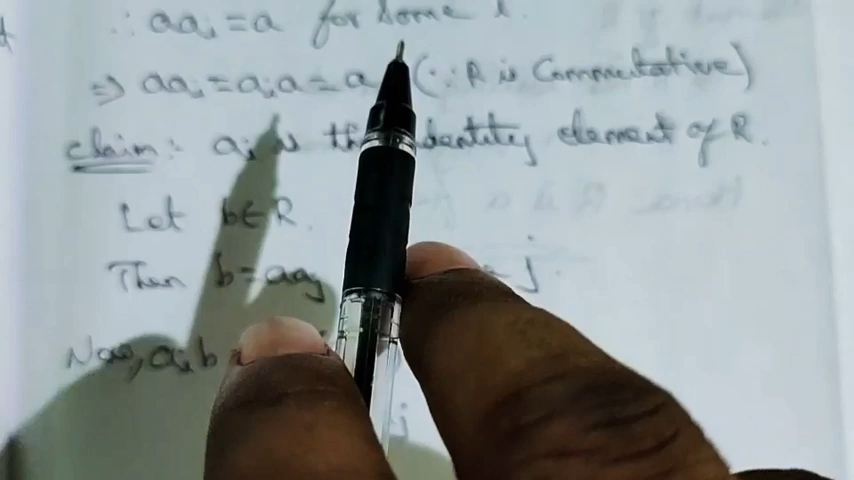 ∴ aaᵢ = a for some i.
⇒ aaᵢ = aᵢa = a (∵ R is Commutative)
claim: aᵢ is the identity element of R.
Let b ∈ R.
Then b = aaⱼ j.
Now, aᵢb